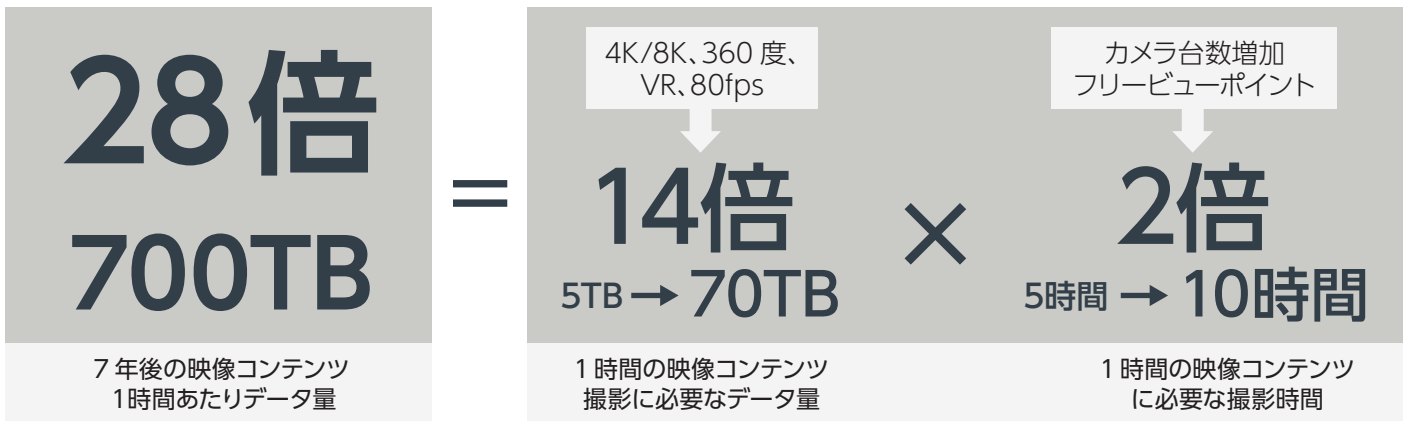 28倍
700TB
7年後の映像コンテンツ
1時間あたりデータ量
=
4K/8K、360度、
VR、80fps
14倍
5TB → 70TB
1時間の映像コンテンツ
撮影に必要なデータ量
×
カメラ台数増加
フリービューポイント
2倍
5時間 → 10時間
1時間の映像コンテンツ
に必要な撮影時間